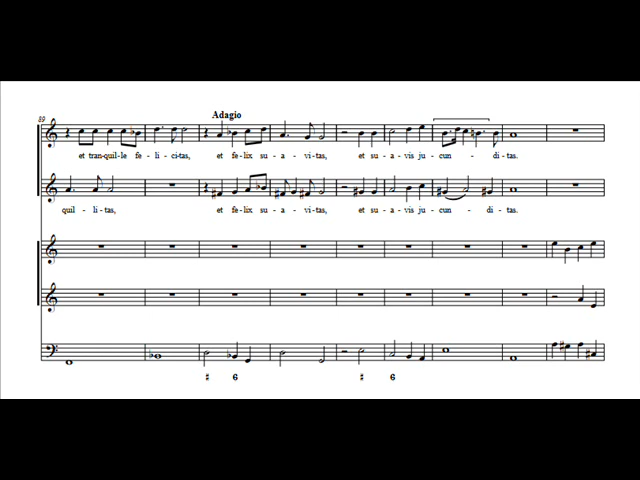 89
Adagio
et tran-quil-le fe - li - ci-tas, et fe-lix su - a - vi-tas, et su - a - vis ju - cun - di - tas.
quil - li - tas, et fe-lix su - a - vi-tas, et su - a - vis ju - cun - di - tas.
♯ 6 ♯ 6